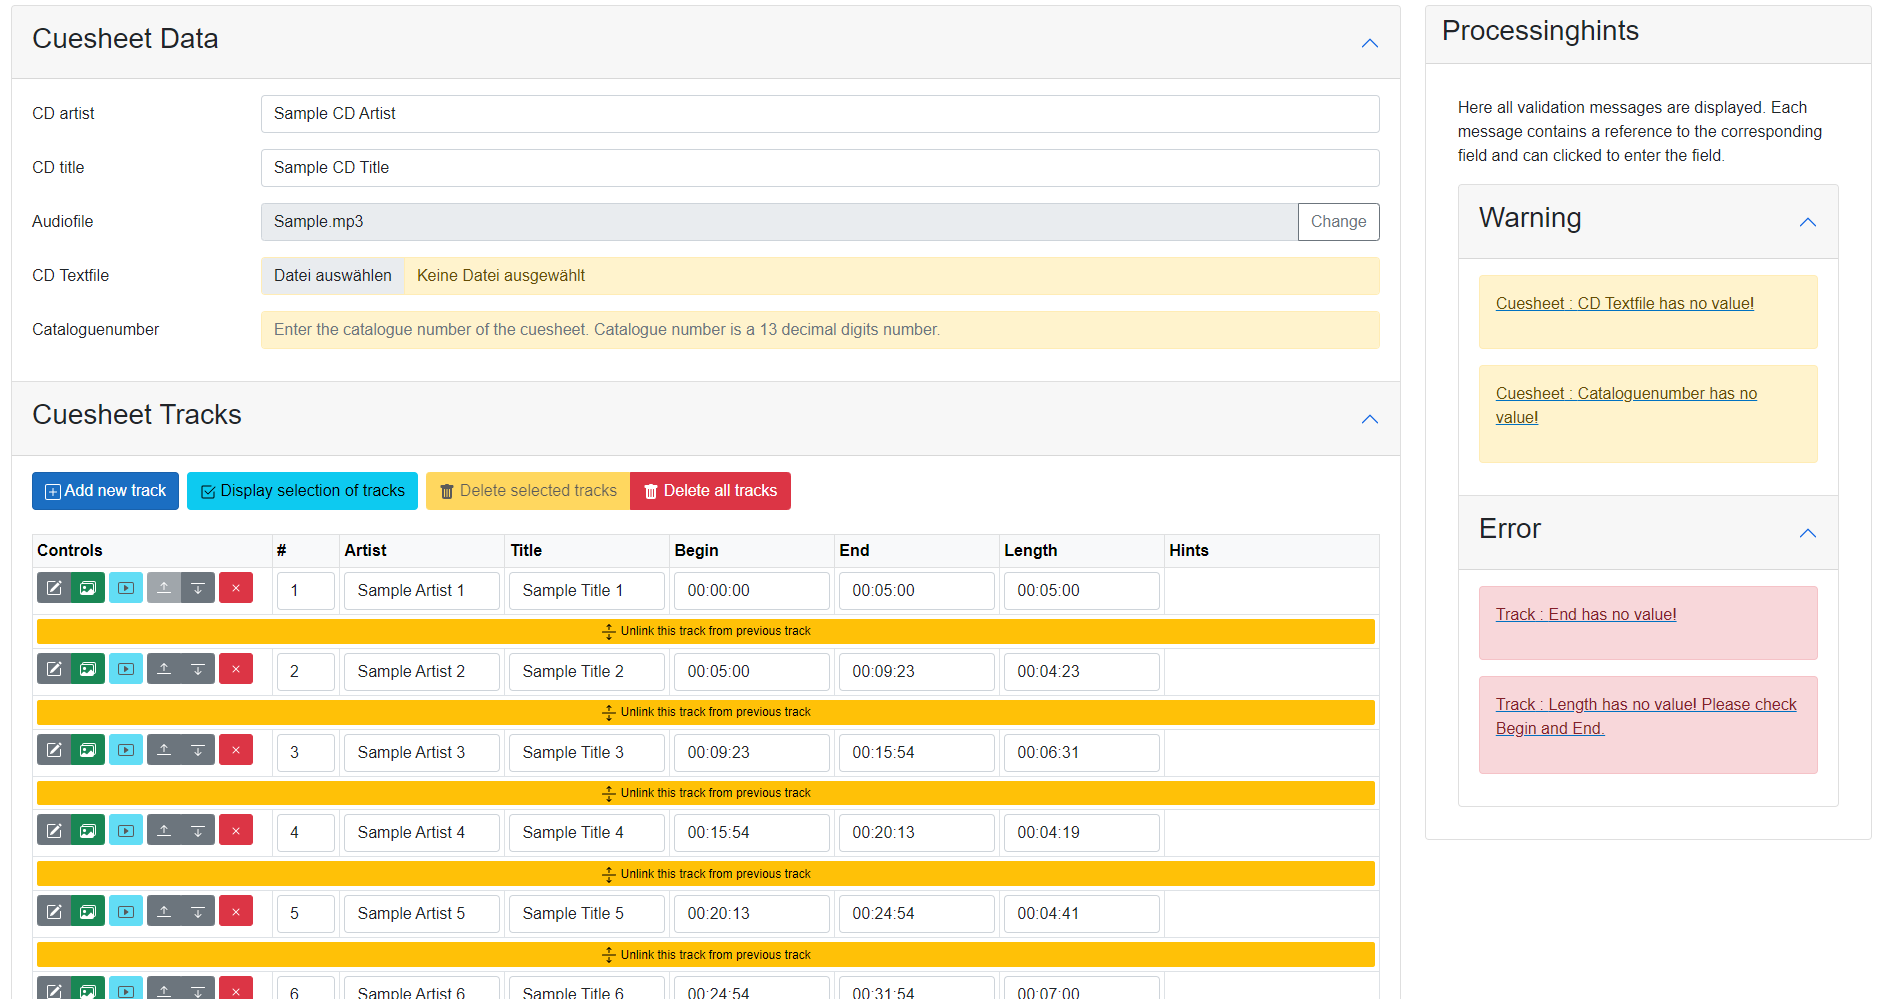 Cuesheet Data
CD artist Sample CD Artist
CD title Sample CD Title
Audiofile Sample.mp3 Change
CD Textfile Datei auswählen Keine Datei ausgewählt
Cataloguenumber Enter the catalogue number of the cuesheet. Catalogue number is a 13 decimal digits number.
Cuesheet Tracks
Add new track Display selection of tracks Delete selected tracks Delete all tracks
Controls # Artist Title Begin End Length Hints
1 Sample Artist 1 Sample Title 1 00:00:00 00:05:00 00:05:00
Unlink this track from previous track
2 Sample Artist 2 Sample Title 2 00:05:00 00:09:23 00:04:23
Unlink this track from previous track
3 Sample Artist 3 Sample Title 3 00:09:23 00:15:54 00:06:31
Unlink this track from previous track
4 Sample Artist 4 Sample Title 4 00:15:54 00:20:13 00:04:19
Unlink this track from previous track
5 Sample Artist 5 Sample Title 5 00:20:13 00:24:54 00:04:41
Unlink this track from previous track
6 Sample Artist 6 Sample Title 6 00:24:54 00:31:54 00:07:00
Processinghints
Here all validation messages are displayed. Each
message contains a reference to the corresponding
field and can clicked to enter the field.
Warning
Cuesheet : CD Textfile has no value!
Cuesheet : Cataloguenumber has no
value!
Error
Track : End has no value!
Track : Length has no value! Please check
Begin and End.